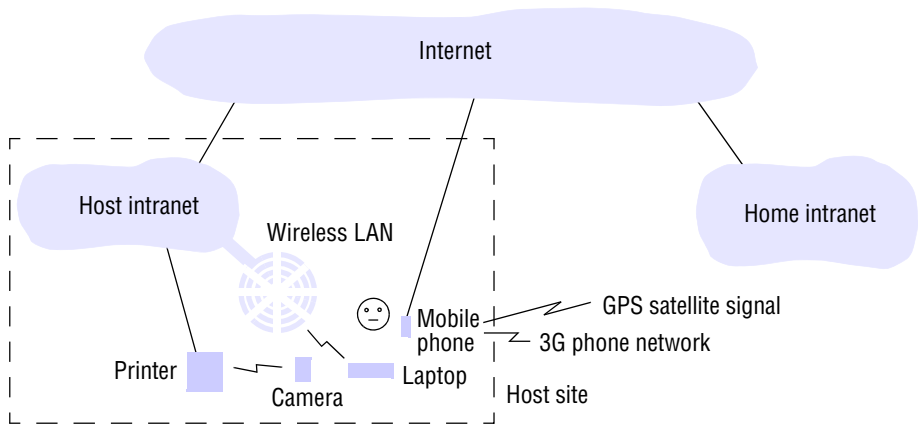 Internet
Host intranet
Wireless LAN
Home intranet
GPS satellite signal
Mobile
phone
3G phone network
Printer
Camera
Laptop
Host site